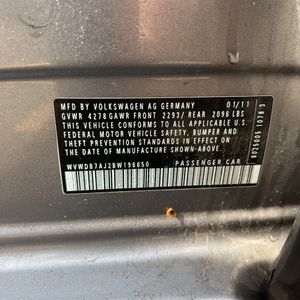 MFD BY VOLKSWAGEN AG GERMANY 01/11
GVWR 4278 GAWR FRONT 2293/ REAR 2096 LBS
THIS VEHICLE CONFORMS TO ALL APPLICABLE U.S.
FEDERAL MOTOR VEHICLE SAFETY, BUMPER AND
THEFT PREVENTION STANDARDS IN EFFECT ON
THE DATE OF MANUFACTURE SHOWN ABOVE.
WVWDB7AJ2BW196650 PASSENGER CAR